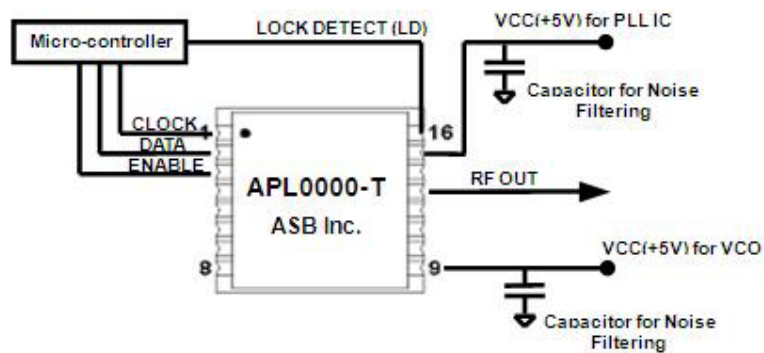 VCC(+5V) for PLL IC
LOCK DETECT (LD)
Micro-controller
Capacitor for Noise
Filtering
CLOCK
1
16
DATA
ENABLE
APL0000-T
RF OUT
ASB Inc.
VCC(+5V) for VCO
8
9
Capacitor for Noise
Filtering